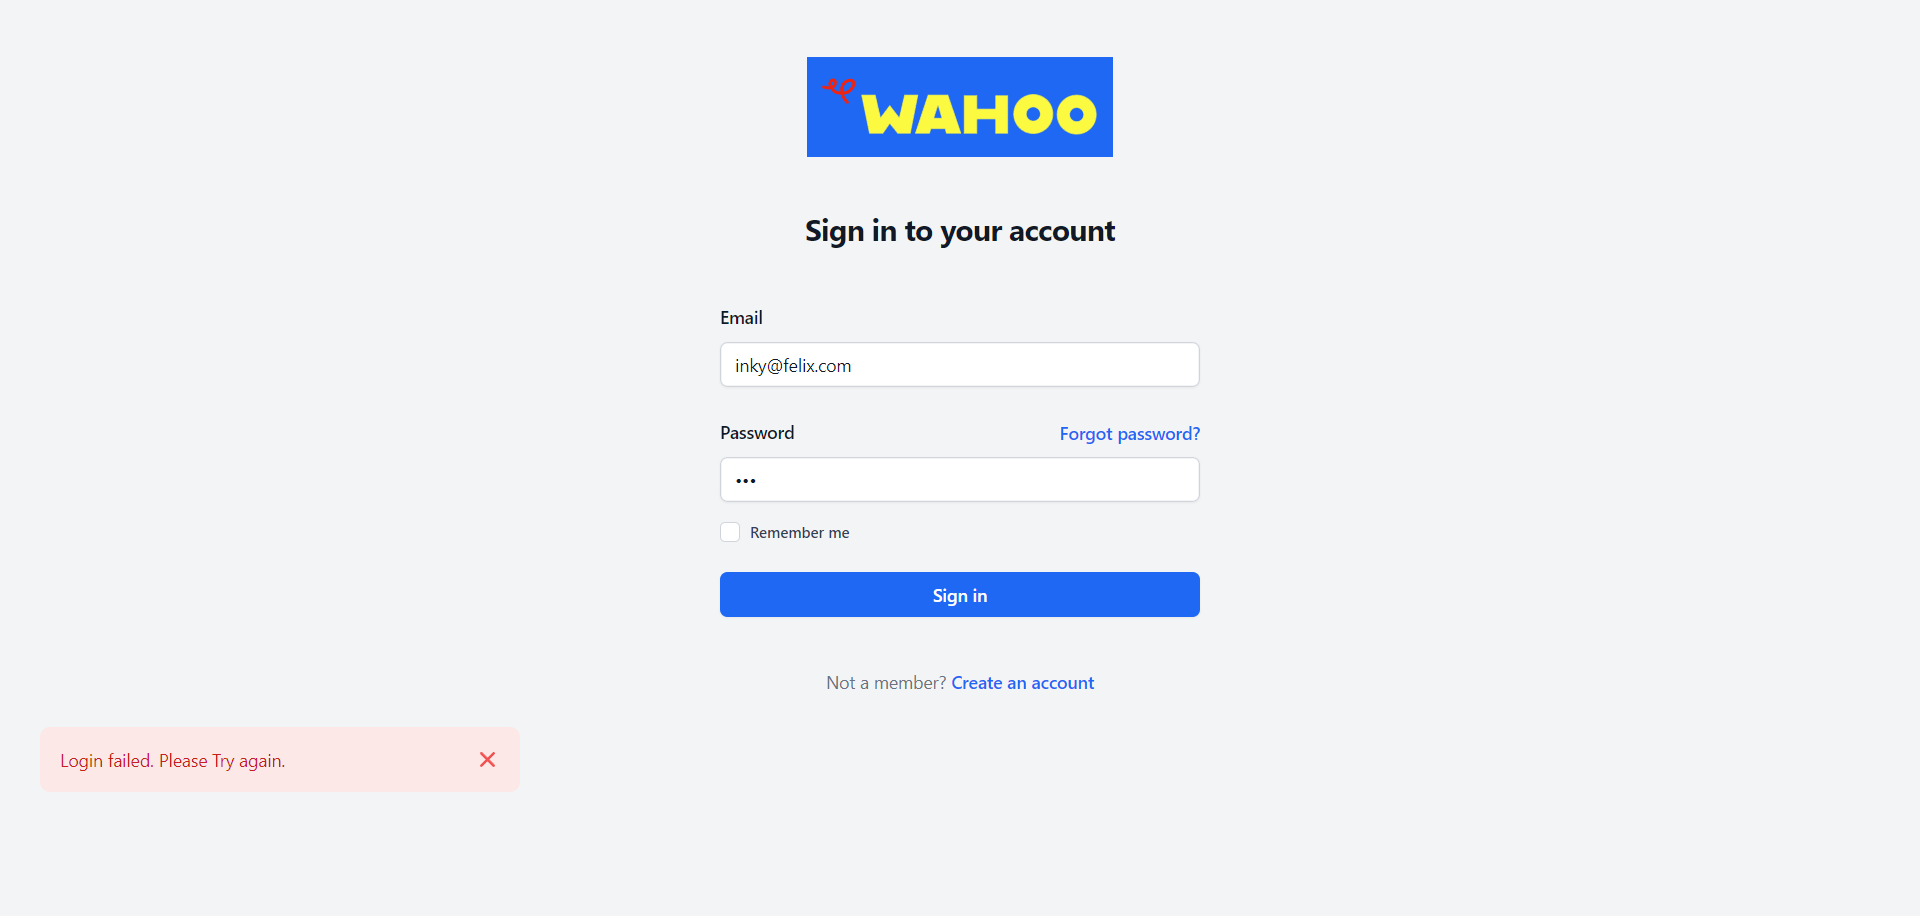 WAHOO
Sign in to your account
Email
inky@felix.com
Password Forgot password?
•••
Remember me
Sign in
Not a member? Create an account
Login failed. Please Try again.